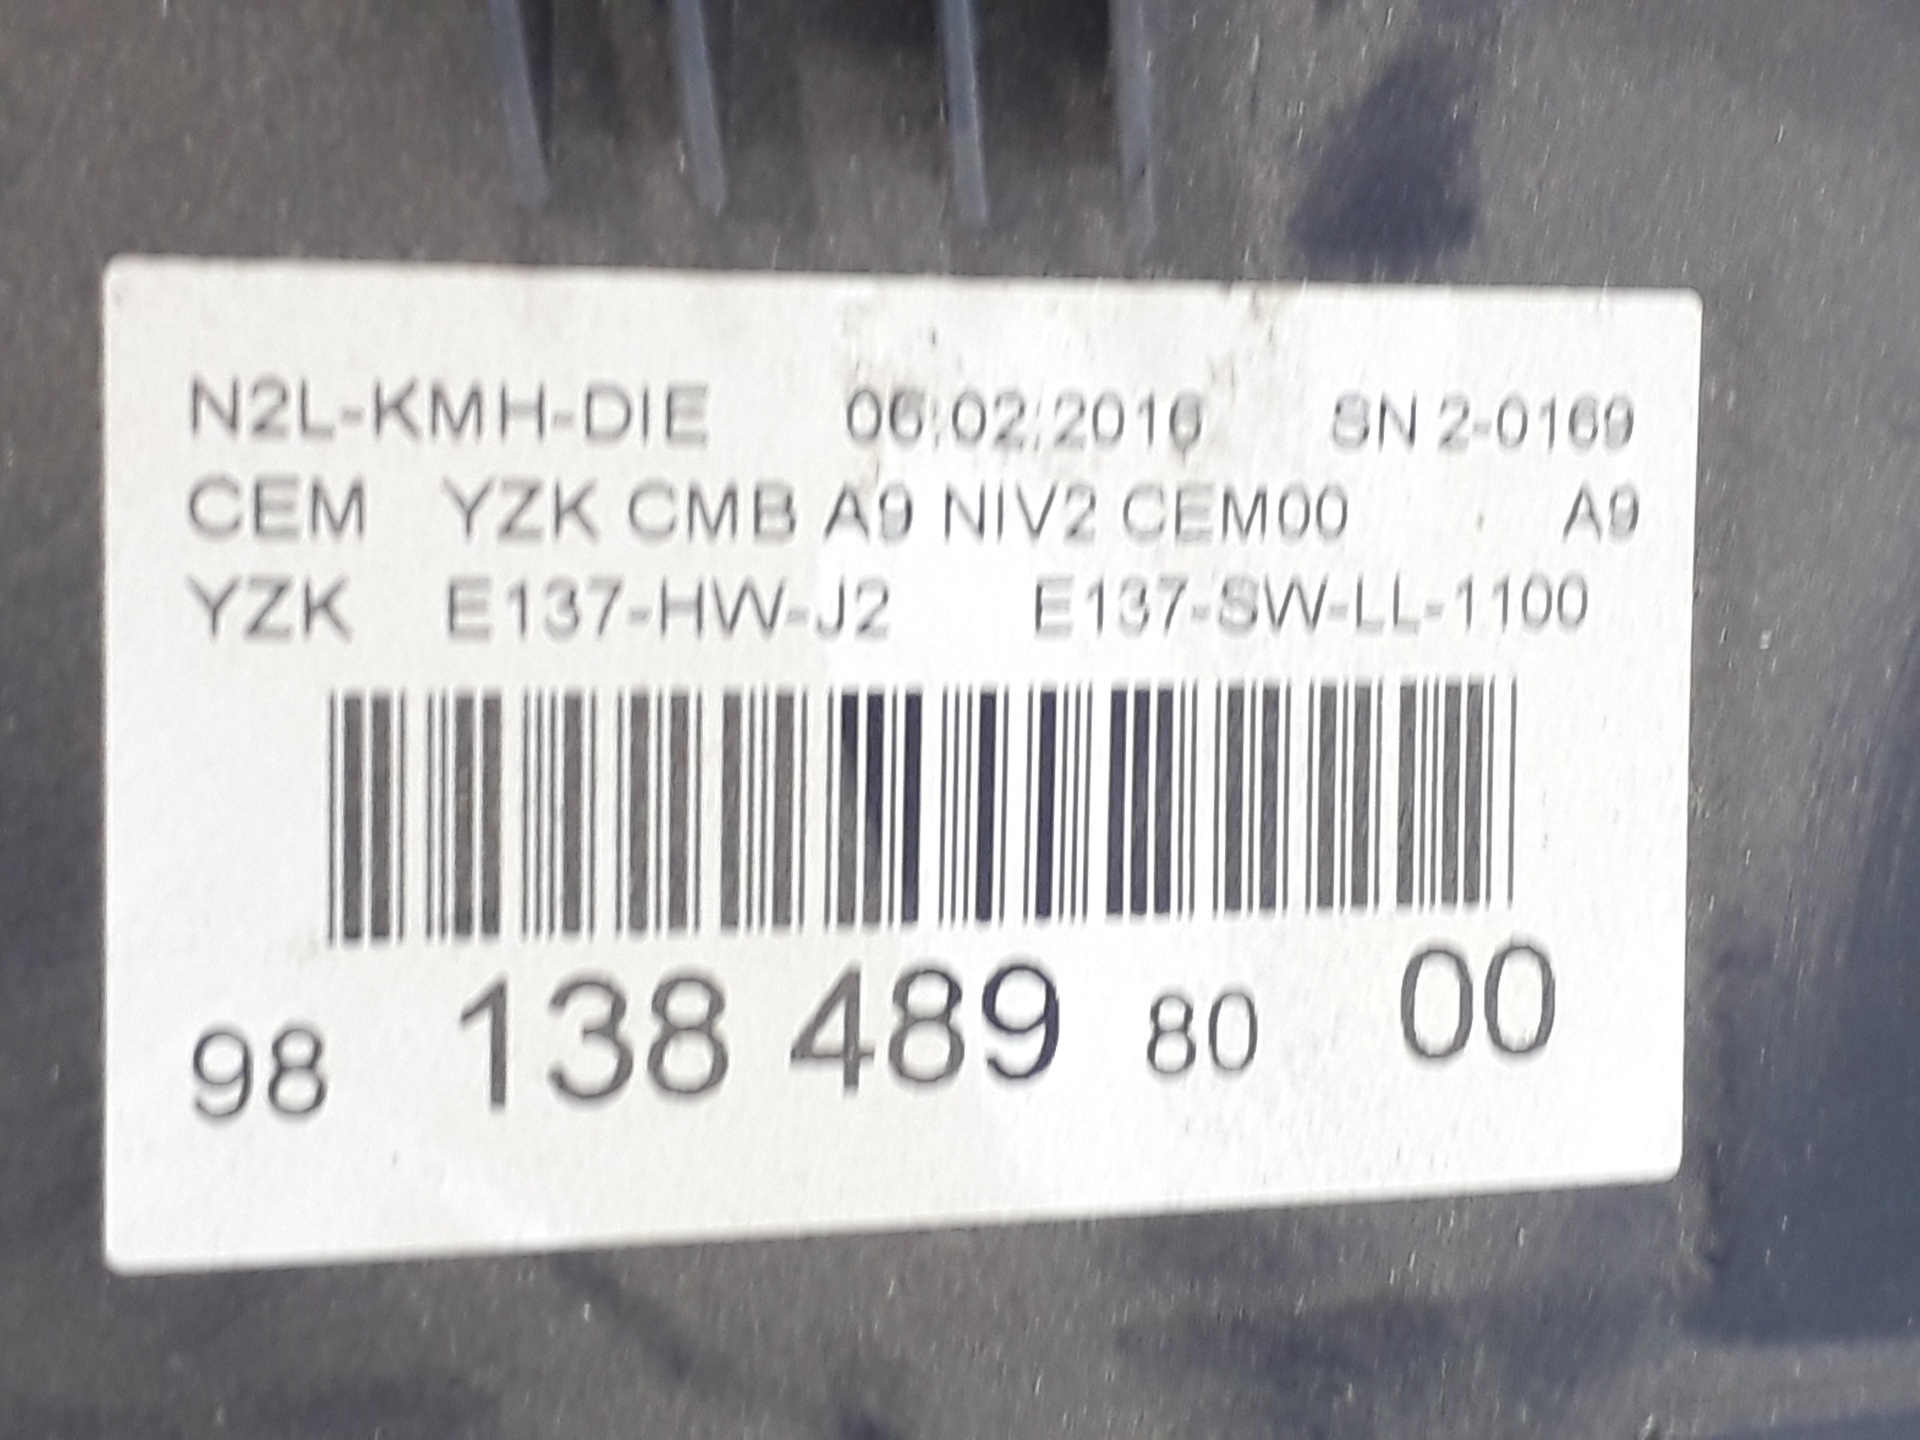 N2L-KMH-DIE 06:02:2016 SN 2-0169
CEM YZK CMB A9 NIV2 CEM00 A9
YZK E137-HW-J2 E137-SW-LL-1100
98 138 489 80 00